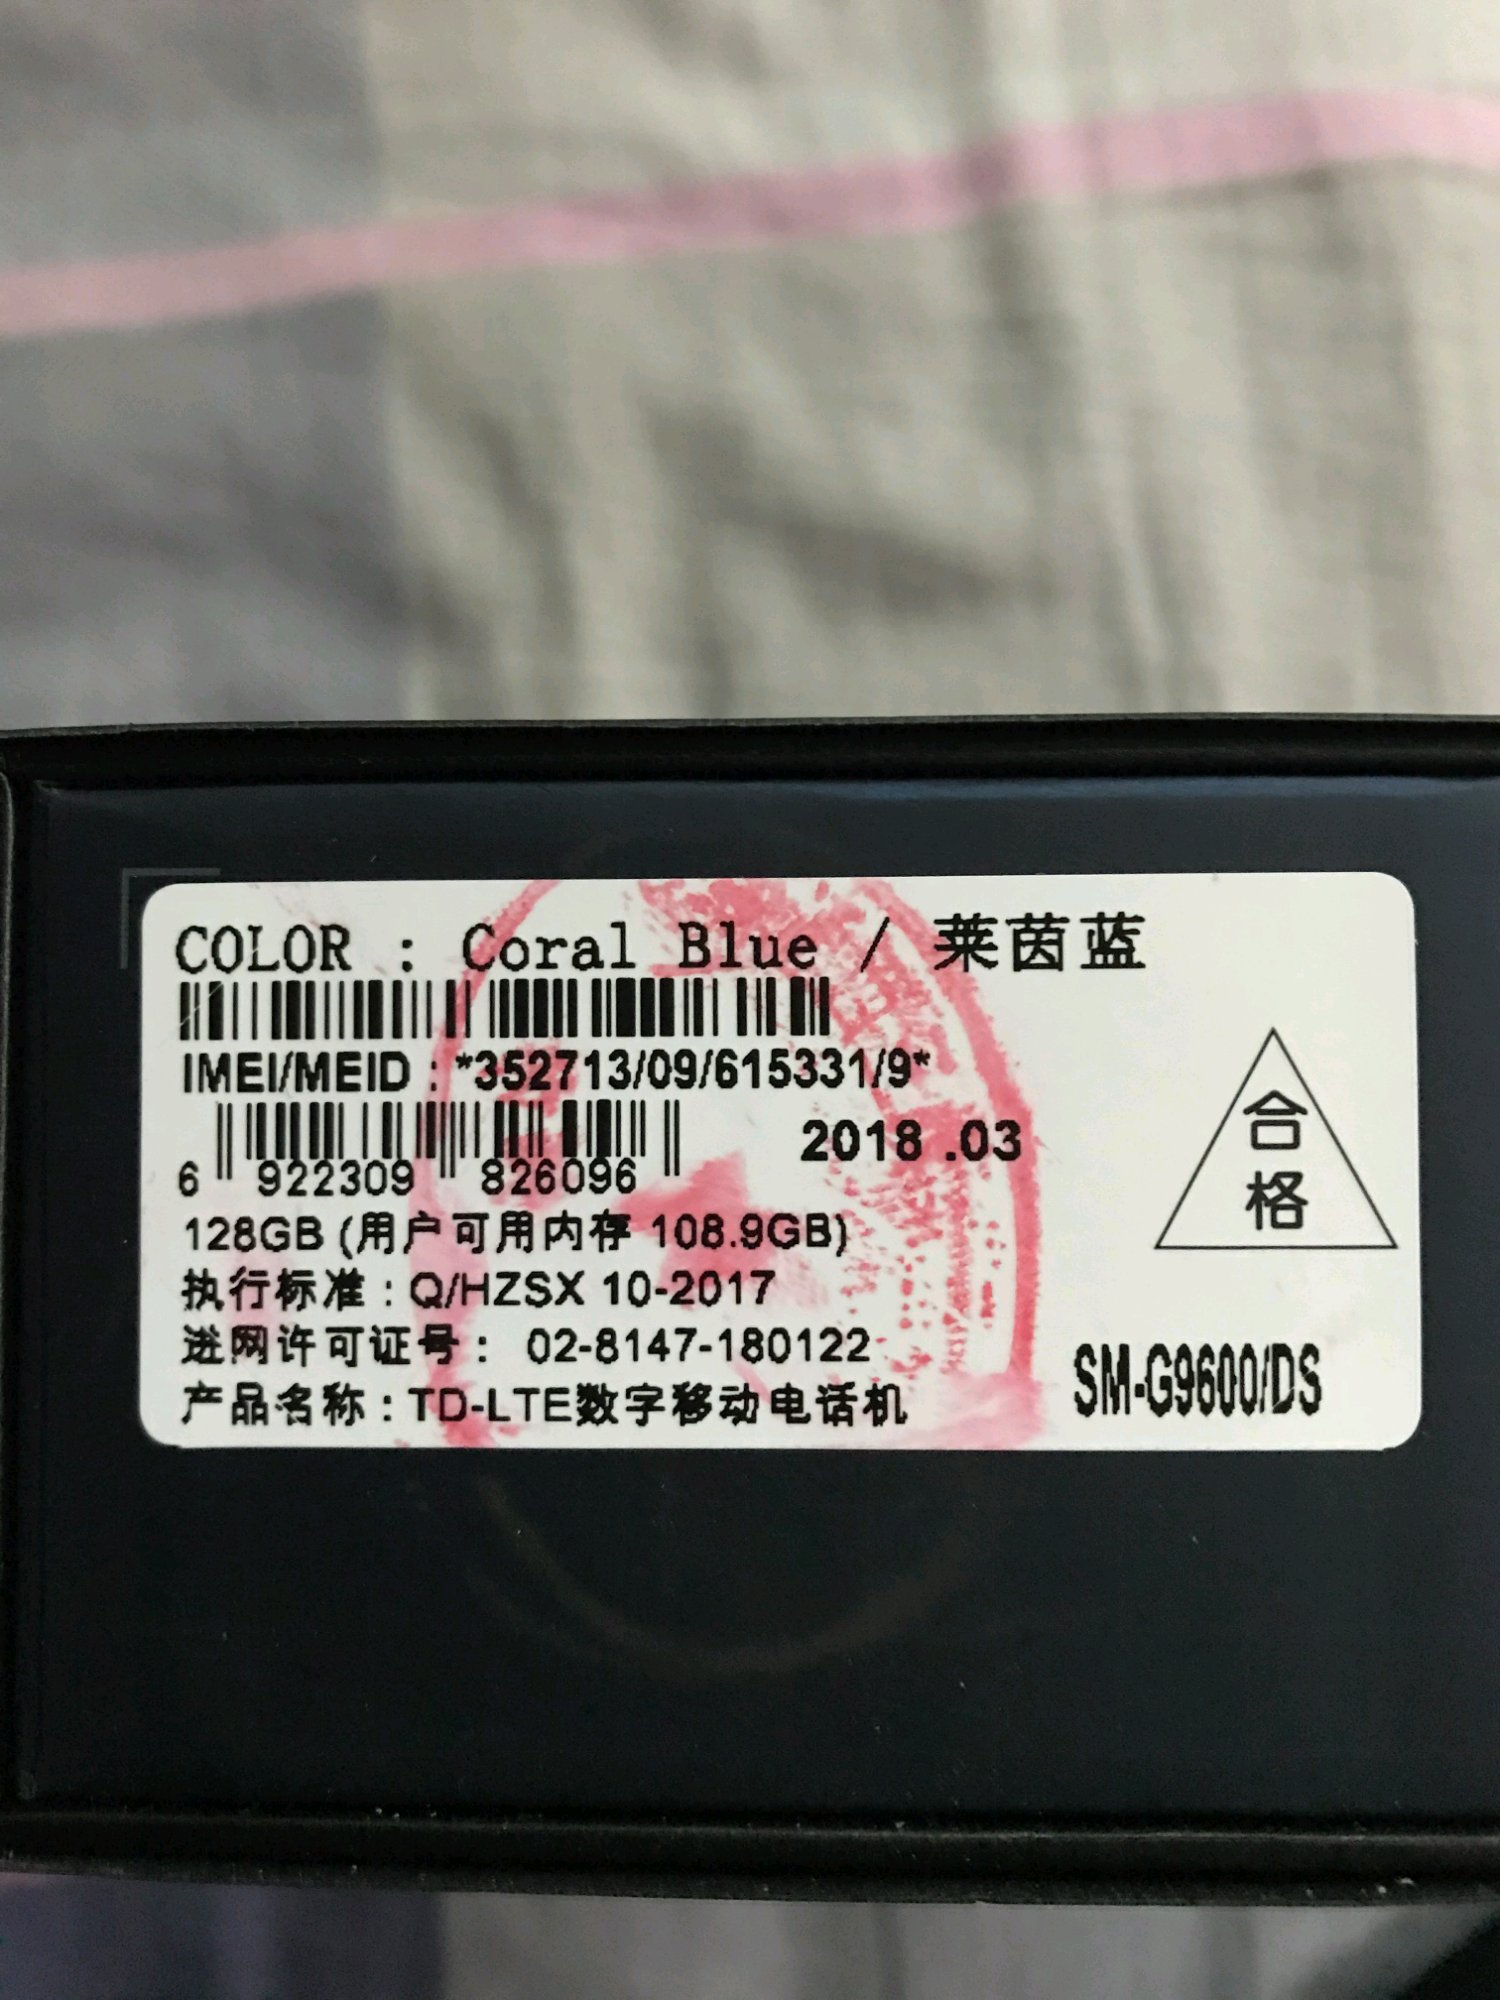 COLOR : Coral Blue / 莱茵蓝
IMEI/MEID : *352713/09/615331/9*
6 922309 826096
2018 .03
128GB (用户可用内存 108.9GB)
执行标准 : Q/HZSX 10-2017
进网许可证号 : 02-8147-180122
产品名称 : TD-LTE数字移动电话机
合
格
SM-G9600/DS